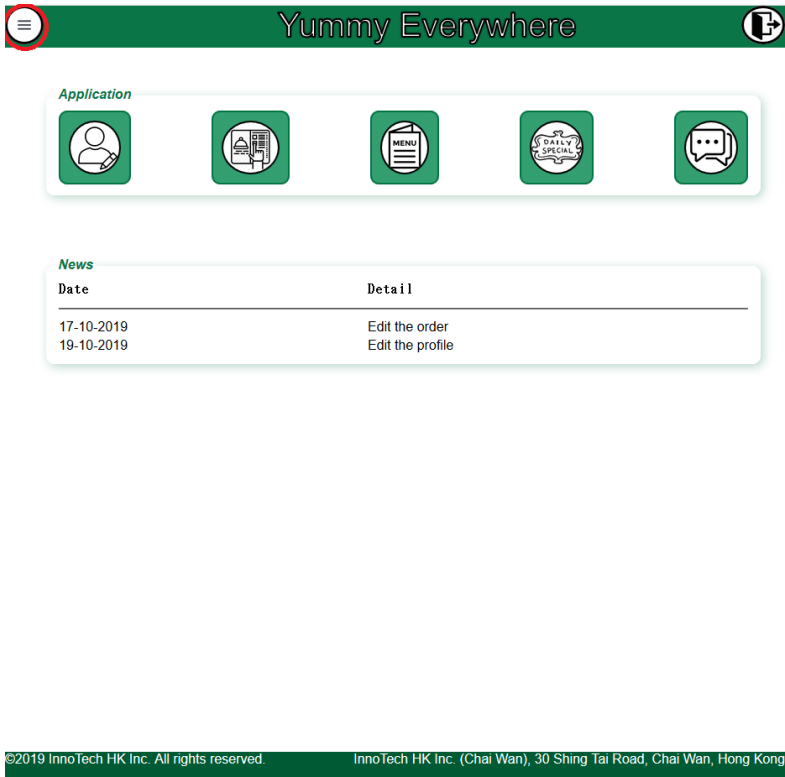 Yummy Everywhere
Application
MENU
DAILY
SPECIAL
News
Date Detail
17-10-2019 Edit the order
19-10-2019 Edit the profile
©2019 InnoTech HK Inc. All rights reserved. InnoTech HK Inc. (Chai Wan), 30 Shing Tai Road, Chai Wan, Hong Kong